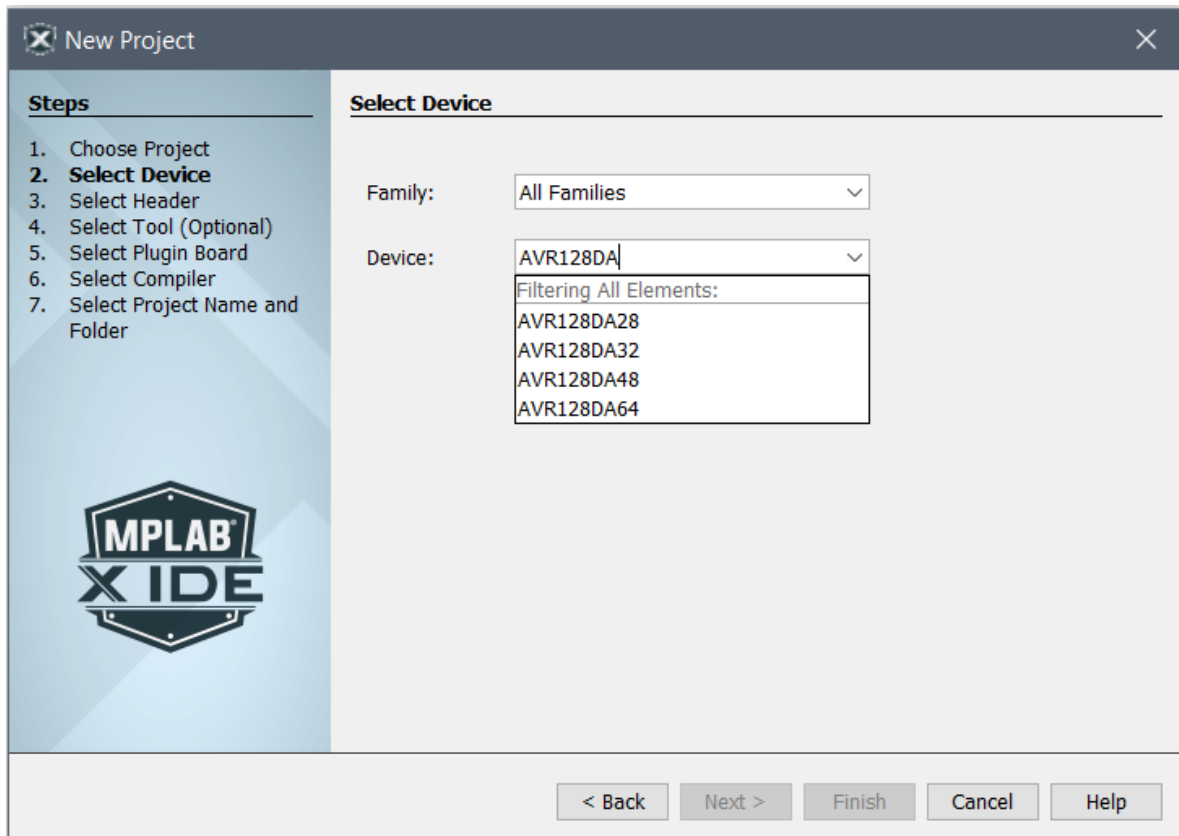 New Project
Steps
1. Choose Project
2. Select Device
3. Select Header
4. Select Tool (Optional)
5. Select Plugin Board
6. Select Compiler
7. Select Project Name and
Folder
MPLAB®
X IDE
Select Device
Family: All Families
Device: AVR128DA
Filtering All Elements:
AVR128DA28
AVR128DA32
AVR128DA48
AVR128DA64
< Back Next > Finish Cancel Help